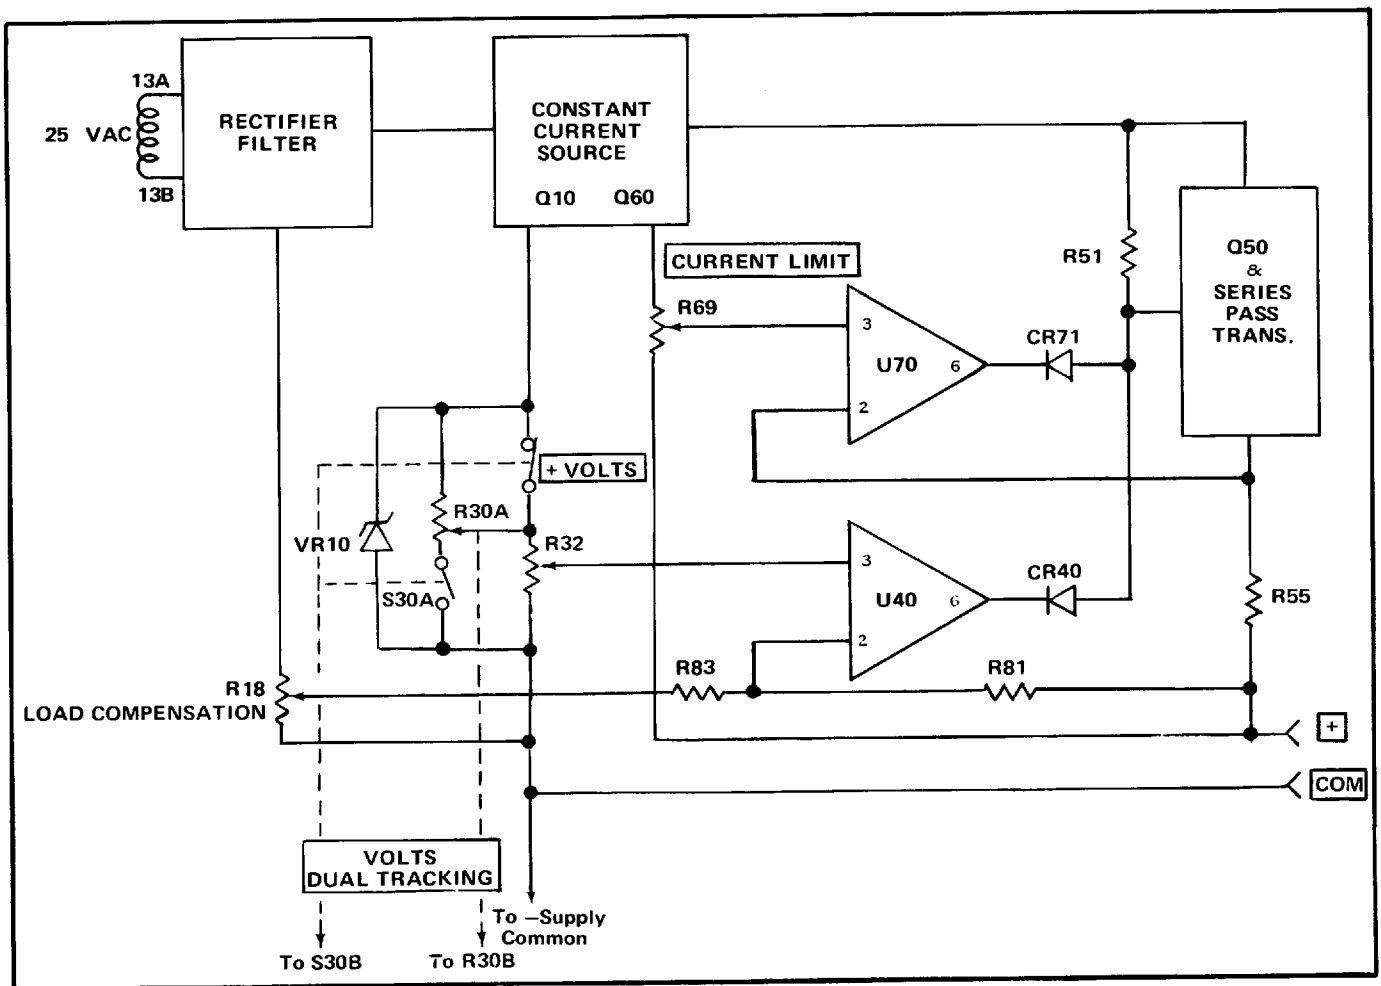 13A
25 VAC
13B
RECTIFIER
FILTER
CONSTANT
CURRENT
SOURCE
Q10 Q60
CURRENT LIMIT
R69
R51
Q50
&
SERIES
PASS
TRANS.
3
U70
6
2
CR71
+ VOLTS
R30A
VR10
S30A
R32
3
U40
6
2
CR40
R55
R83
R81
R18
LOAD COMPENSATION
+
COM
VOLTS
DUAL TRACKING
To −Supply
Common
To S30B
To R30B